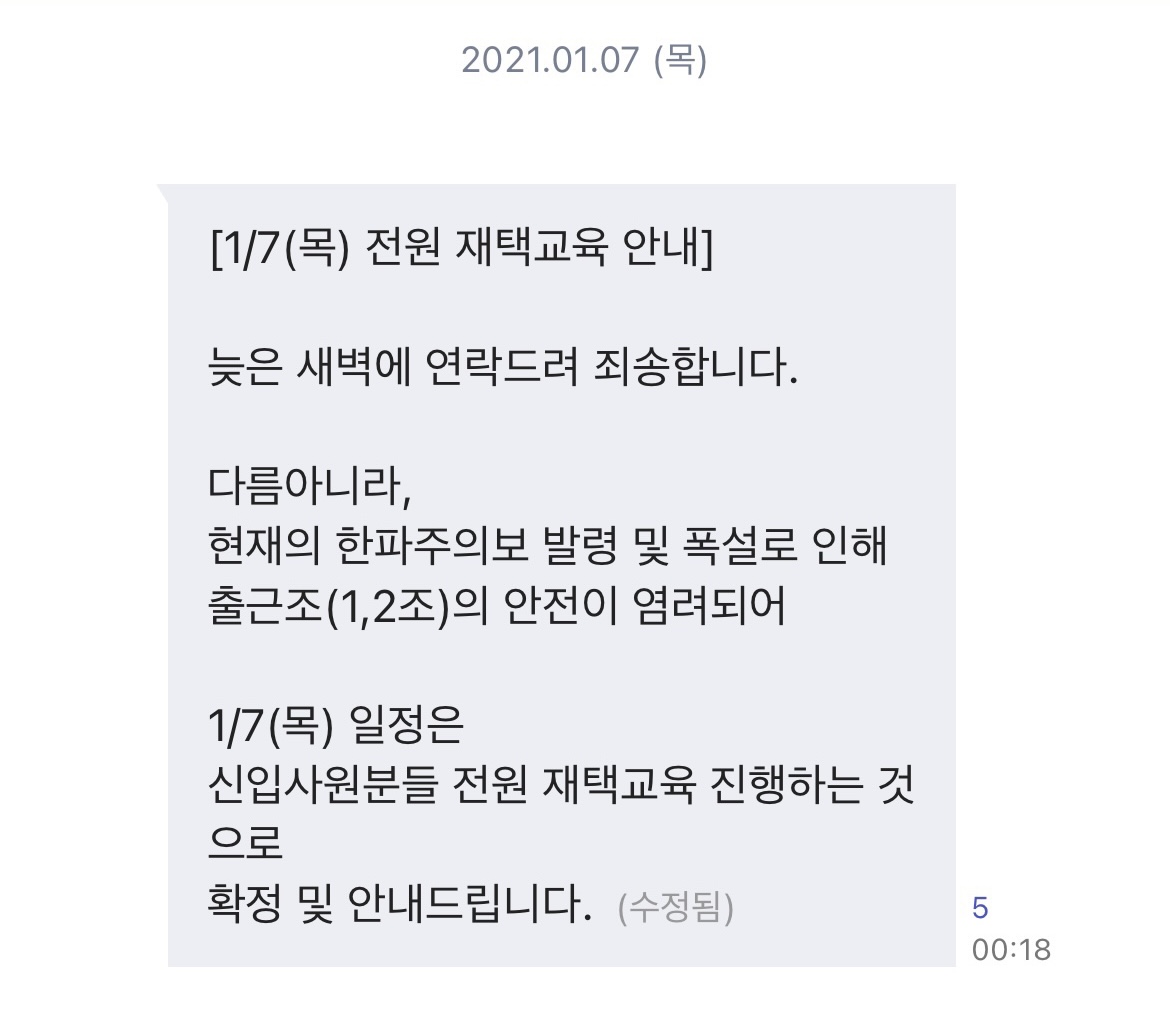 2021.01.07 (목)
[1/7(목) 전원 재택교육 안내]
늦은 새벽에 연락드려 죄송합니다.
다름아니라,
현재의 한파주의보 발령 및 폭설로 인해
출근조(1,2조)의 안전이 염려되어
1/7(목) 일정은
신입사원분들 전원 재택교육 진행하는 것
으로
확정 및 안내드립니다. (수정됨)
5
00:18